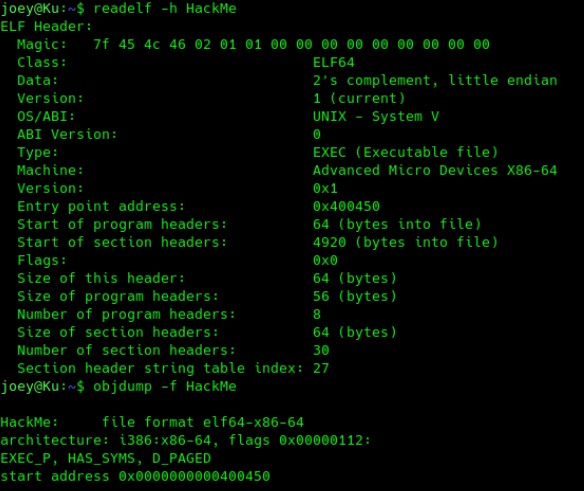 joey@Ku:~$ readelf -h HackMe
ELF Header:
  Magic:   7f 45 4c 46 02 01 01 00 00 00 00 00 00 00 00 00
  Class:                             ELF64
  Data:                              2's complement, little endian
  Version:                           1 (current)
  OS/ABI:                            UNIX - System V
  ABI Version:                       0
  Type:                              EXEC (Executable file)
  Machine:                           Advanced Micro Devices X86-64
  Version:                           0x1
  Entry point address:               0x400450
  Start of program headers:          64 (bytes into file)
  Start of section headers:          4920 (bytes into file)
  Flags:                             0x0
  Size of this header:               64 (bytes)
  Size of program headers:           56 (bytes)
  Number of program headers:         8
  Size of section headers:           64 (bytes)
  Number of section headers:         30
  Section header string table index: 27
joey@Ku:~$ objdump -f HackMe

HackMe:     file format elf64-x86-64
architecture: i386:x86-64, flags 0x00000112:
EXEC_P, HAS_SYMS, D_PAGED
start address 0x0000000000400450